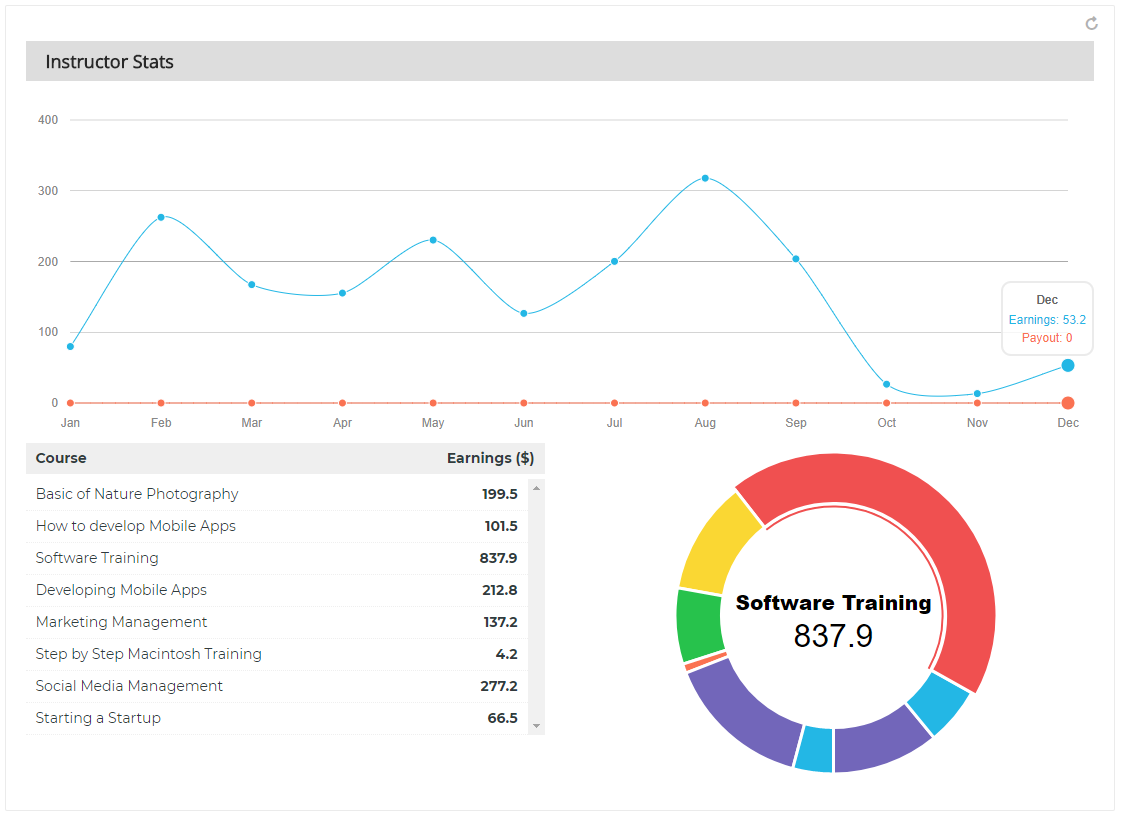 Instructor Stats
400
300
200
100
0
Jan Feb Mar Apr May Jun Jul Aug Sep Oct Nov Dec
Dec
Earnings: 53.2
Payout: 0
Course Earnings ($)
Basic of Nature Photography 199.5
How to develop Mobile Apps 101.5
Software Training 837.9
Developing Mobile Apps 212.8
Marketing Management 137.2
Step by Step Macintosh Training 4.2
Social Media Management 277.2
Starting a Startup 66.5
Software Training
837.9